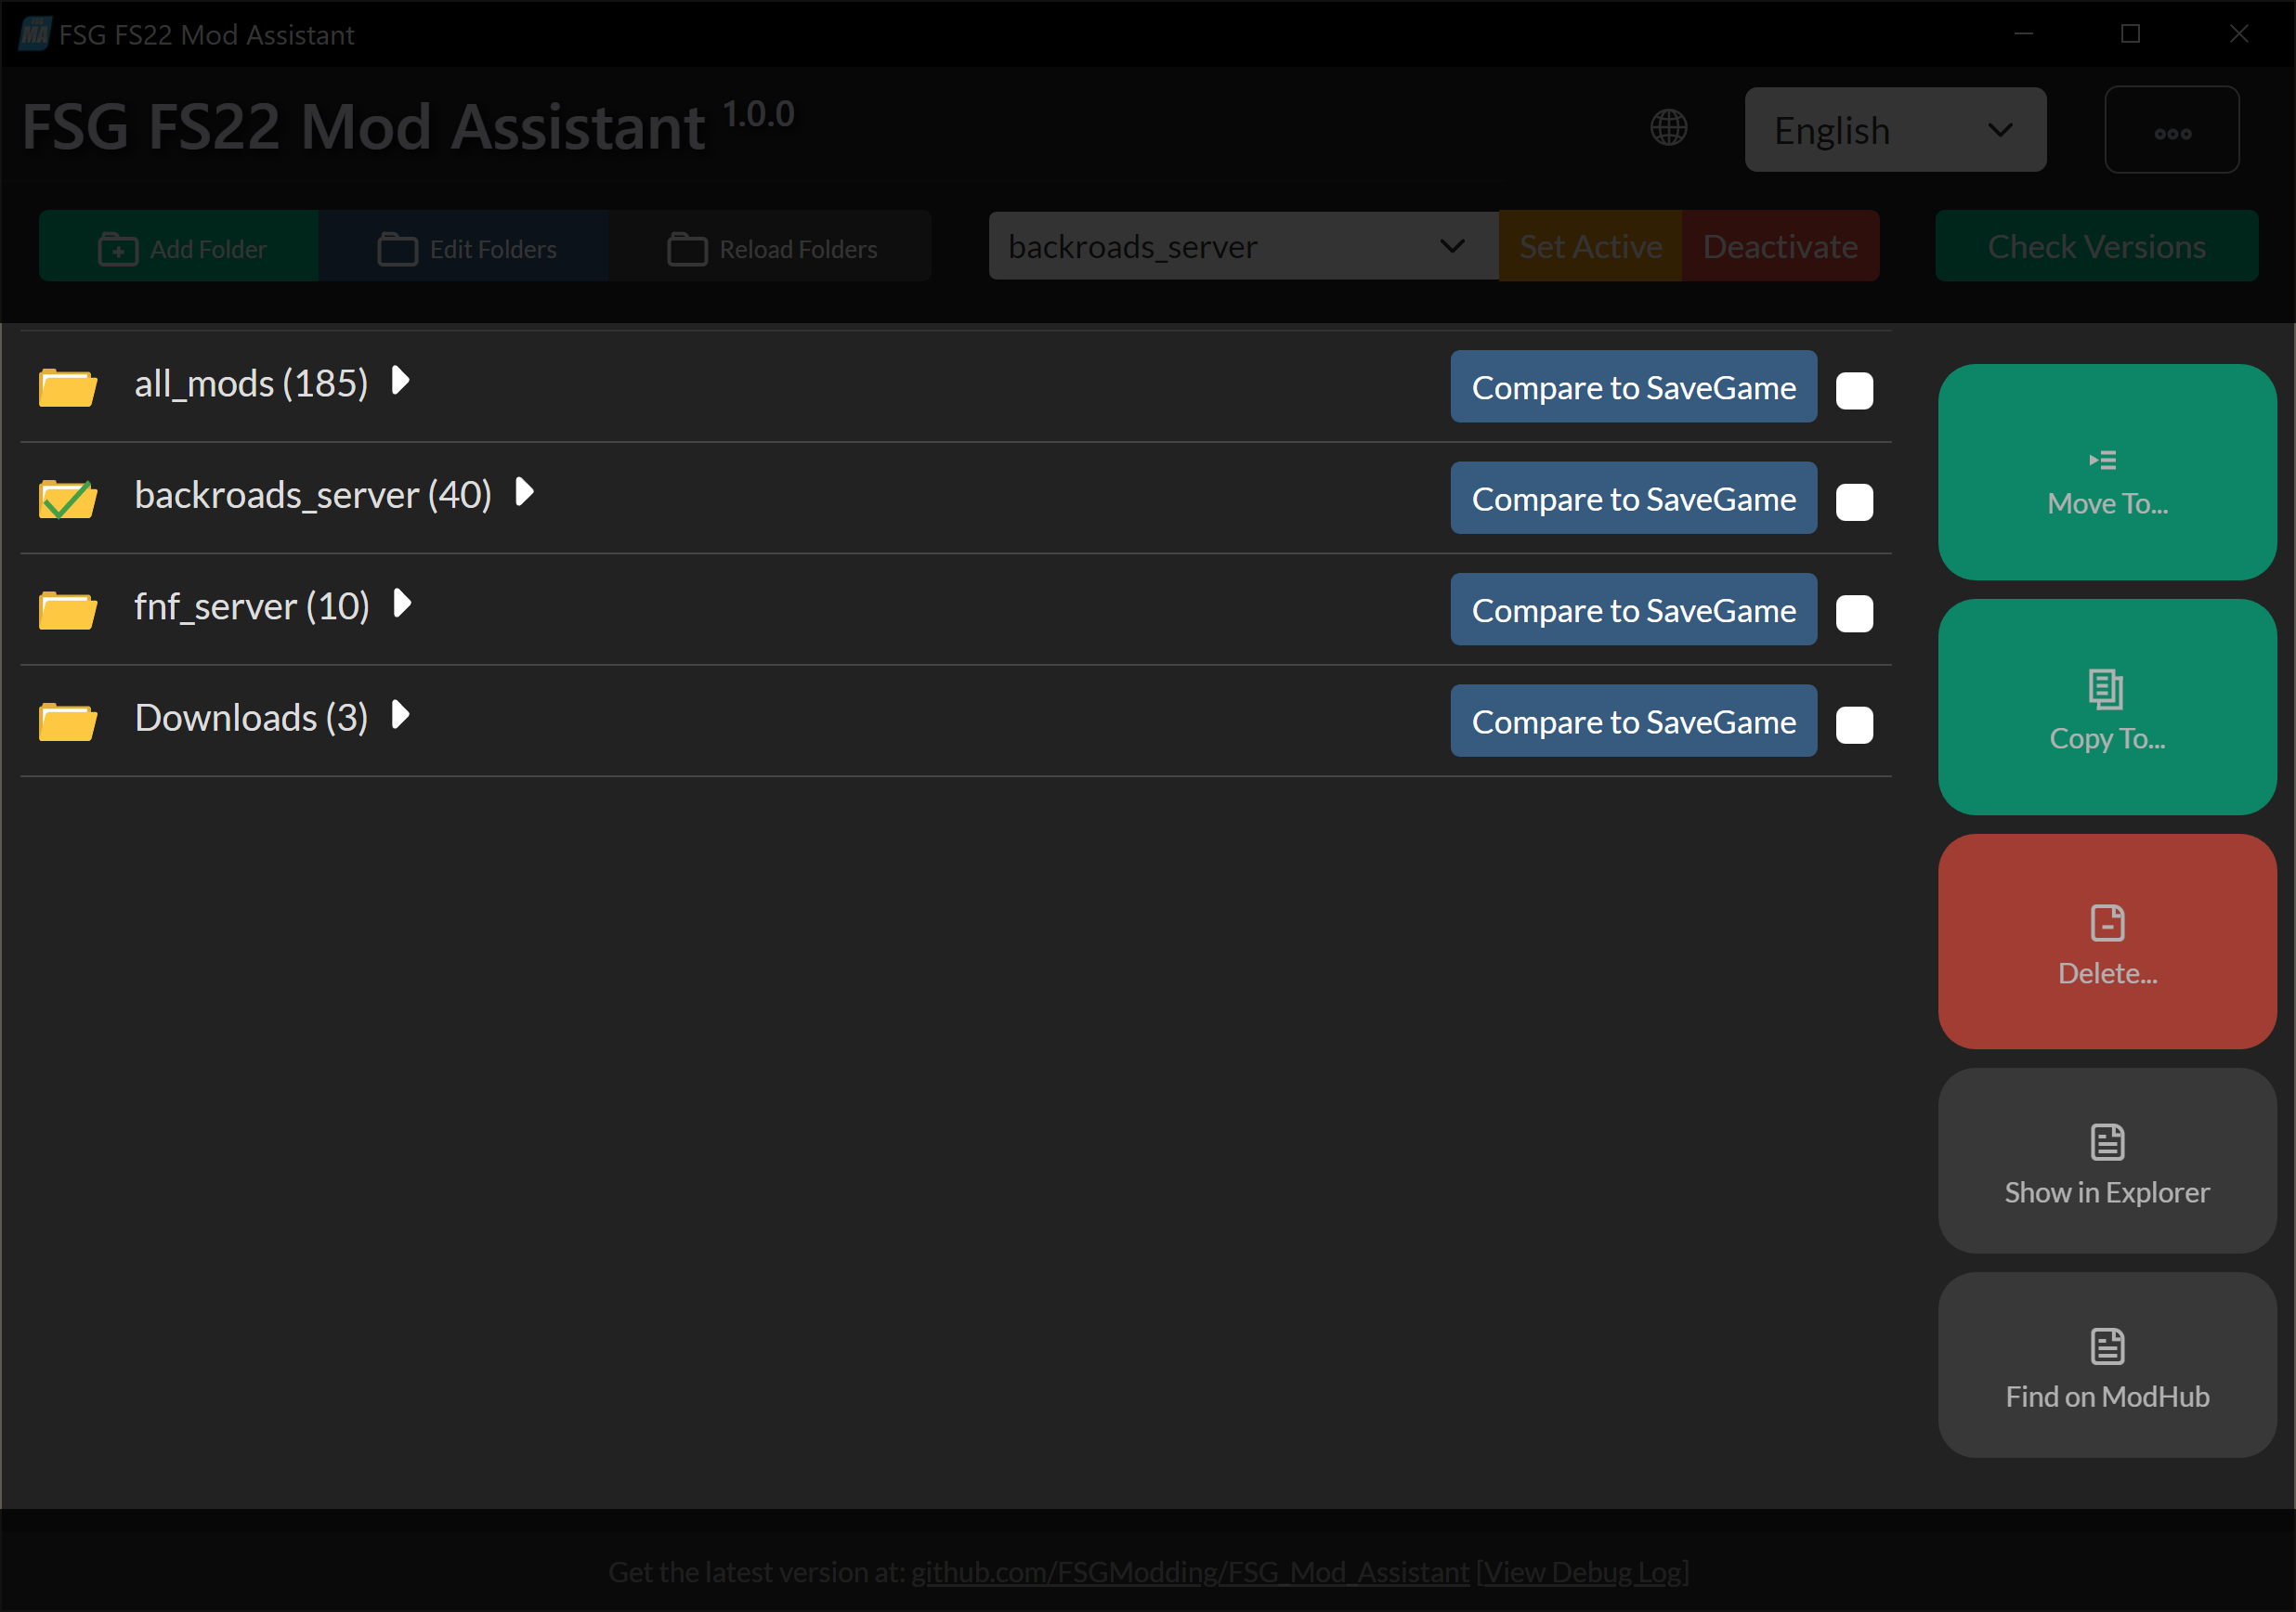 FSG FS22 Mod Assistant
FSG FS22 Mod Assistant 1.0.0
English
Add Folder
Edit Folders
Reload Folders
backroads_server
Set Active
Deactivate
Check Versions
all_mods (185)
Compare to SaveGame
backroads_server (40)
Compare to SaveGame
fnf_server (10)
Compare to SaveGame
Downloads (3)
Compare to SaveGame
Move To...
Copy To...
Delete...
Show in Explorer
Find on ModHub
Get the latest version at: github.com/FSGModding/FSG_Mod_Assistant [View Debug Log]